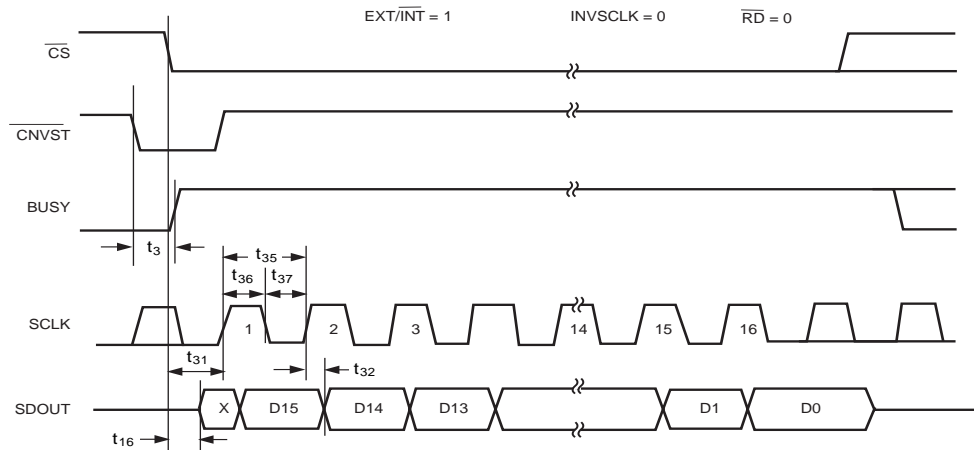 EXT/INT = 1 INVSCLK = 0 RD = 0
CS
CNVST
BUSY
t3
t35
t36 t37
SCLK 1 2 3 14 15 16
t31
t32
SDOUT X D15 D14 D13 D1 D0
t16